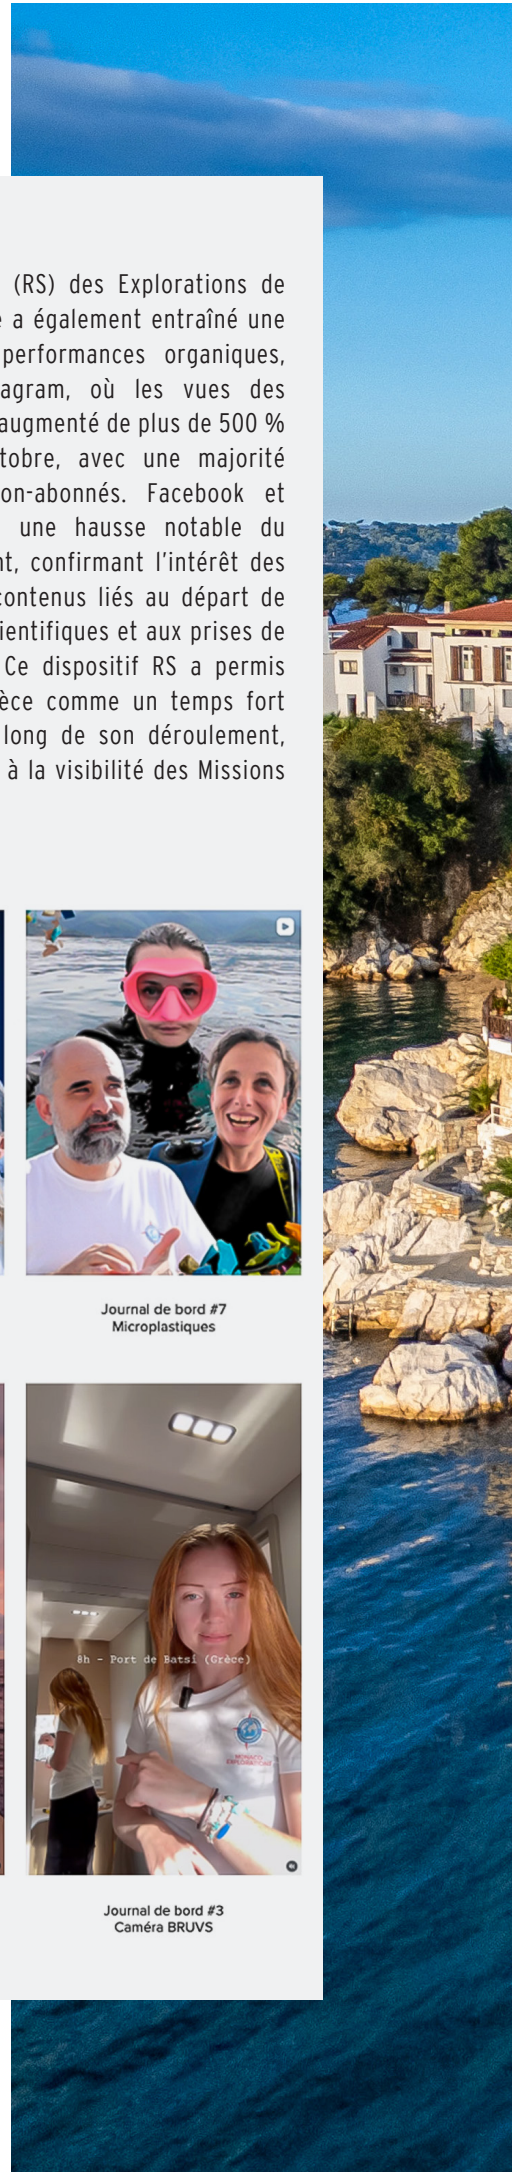 (RS) des Explorations de
a également entraîné une
performances organiques,
agram, où les vues des
augmenté de plus de 500 %
tobre, avec une majorité
on-abonnés. Facebook et
une hausse notable du
nt, confirmant l'intérêt des
contenus liés au départ de
ientifiques et aux prises de
Ce dispositif RS a permis
èce comme un temps fort
long de son déroulement,
à la visibilité des Missions
Journal de bord #7
Microplastiques
8h - Port de Batsi (Grèce)
MONACO
EXPLORATIONS
Journal de bord #3
Caméra BRUVS